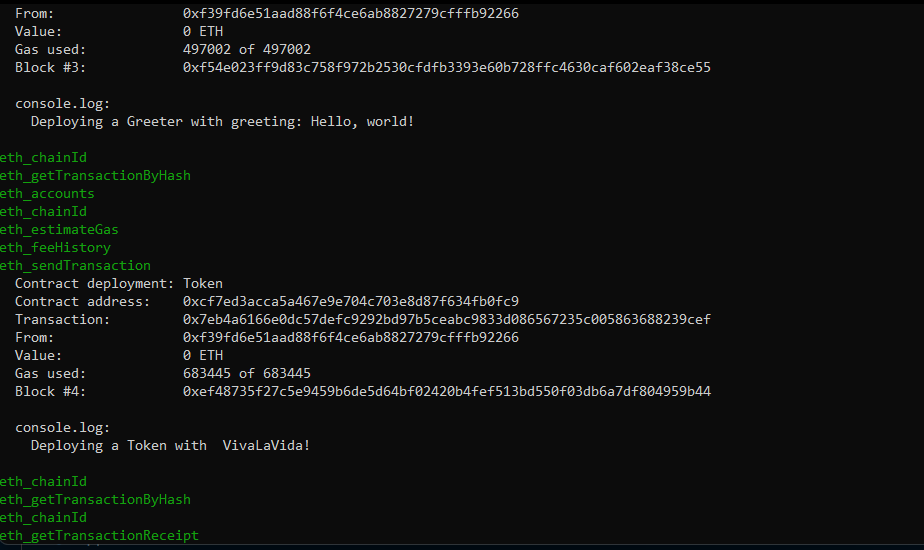 From: 0xf39fd6e51aad88f6f4ce6ab8827279cfffb92266
Value: 0 ETH
Gas used: 497002 of 497002
Block #3: 0xf54e023ff9d83c758f972b2530cfdfb3393e60b728ffc4630caf602eaf38ce55
console.log:
Deploying a Greeter with greeting: Hello, world!
eth_chainId
eth_getTransactionByHash
eth_accounts
eth_chainId
eth_estimateGas
eth_feeHistory
eth_sendTransaction
Contract deployment: Token
Contract address: 0xcf7ed3acca5a467e9e704c703e8d87f634fb0fc9
Transaction: 0x7eb4a6166e0dc57defc9292bd97b5ceabc9833d086567235c005863688239cef
From: 0xf39fd6e51aad88f6f4ce6ab8827279cfffb92266
Value: 0 ETH
Gas used: 683445 of 683445
Block #4: 0xef48735f27c5e9459b6de5d64bf02420b4fef513bd550f03db6a7df804959b44
console.log:
Deploying a Token with  VivaLaVida!
eth_chainId
eth_getTransactionByHash
eth_chainId
eth_getTransactionReceipt